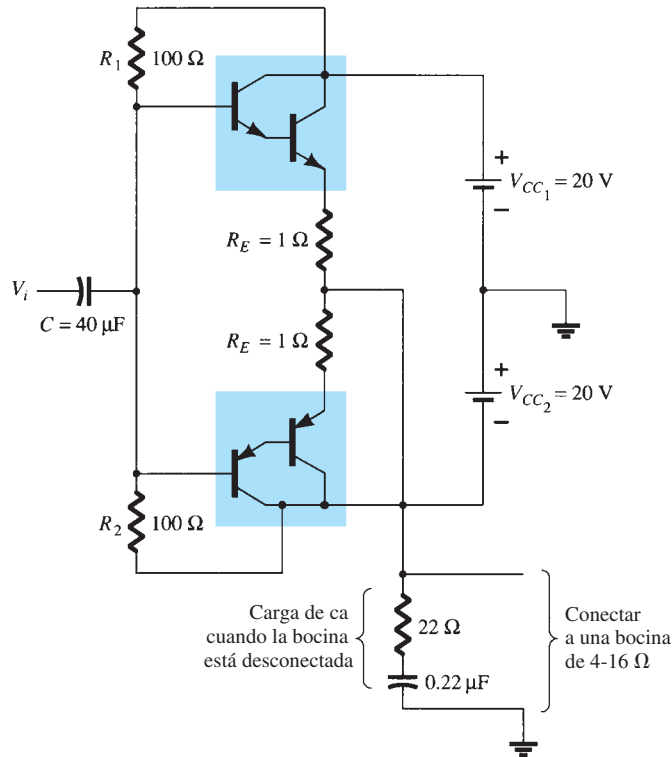 R1 100 Ω
+
VCC1 = 20 V
−
RE = 1 Ω
Vi
C = 40 μF
RE = 1 Ω
+
VCC2 = 20 V
−
R2 100 Ω
Carga de ca
cuando la bocina
está desconectada
22 Ω
0.22 μF
Conectar
a una bocina
de 4-16 Ω